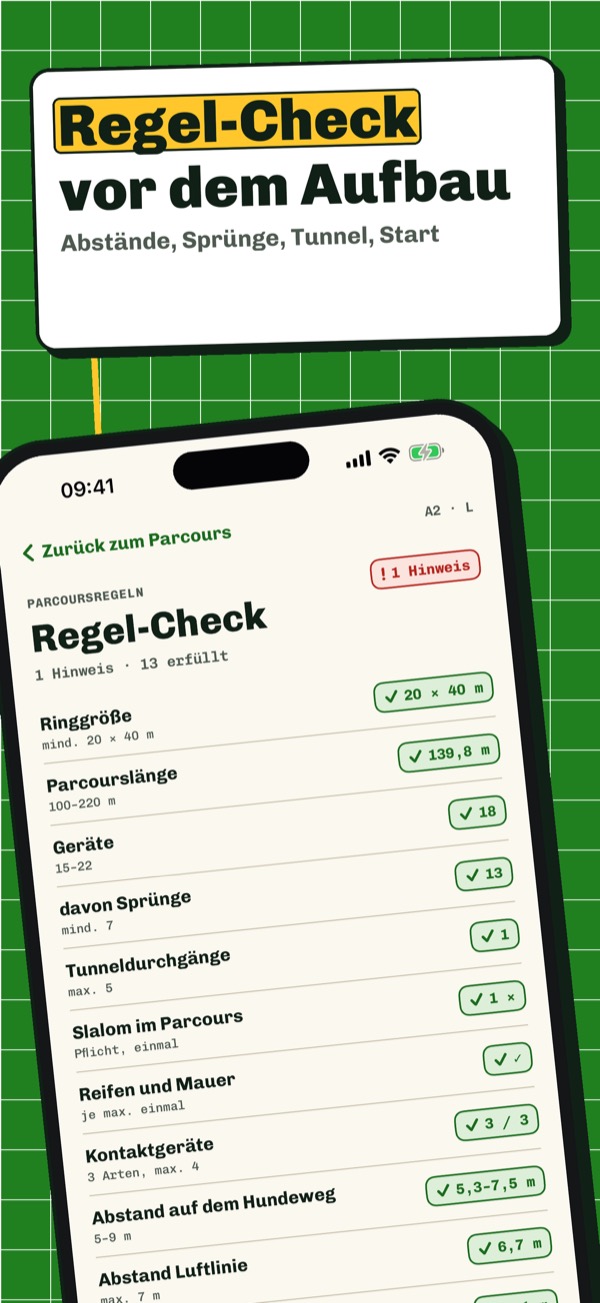 Regel-Check
vor dem Aufbau
Abstände, Sprünge, Tunnel, Start
09:41
Zurück zum Parcours
A2 · L
PARCOURSREGELN
! 1 Hinweis
Regel-Check
1 Hinweis · 13 erfüllt
Ringgröße
✓ 20 × 40 m
mind. 20 × 40 m
Parcourslänge
✓ 139,8 m
100–220 m
Geräte
✓ 18
15–22
davon Sprünge
✓ 13
mind. 7
Tunneldurchgänge
✓ 1
max. 5
Slalom im Parcours
✓ 1 ×
Pflicht, einmal
Reifen und Mauer
✓ ✓
je max. einmal
Kontaktgeräte
✓ 3 / 3
3 Arten, max. 4
Abstand auf dem Hundeweg
✓ 5,3–7,5 m
5–9 m
Abstand Luftlinie
✓ 6,7 m
max. 7 m